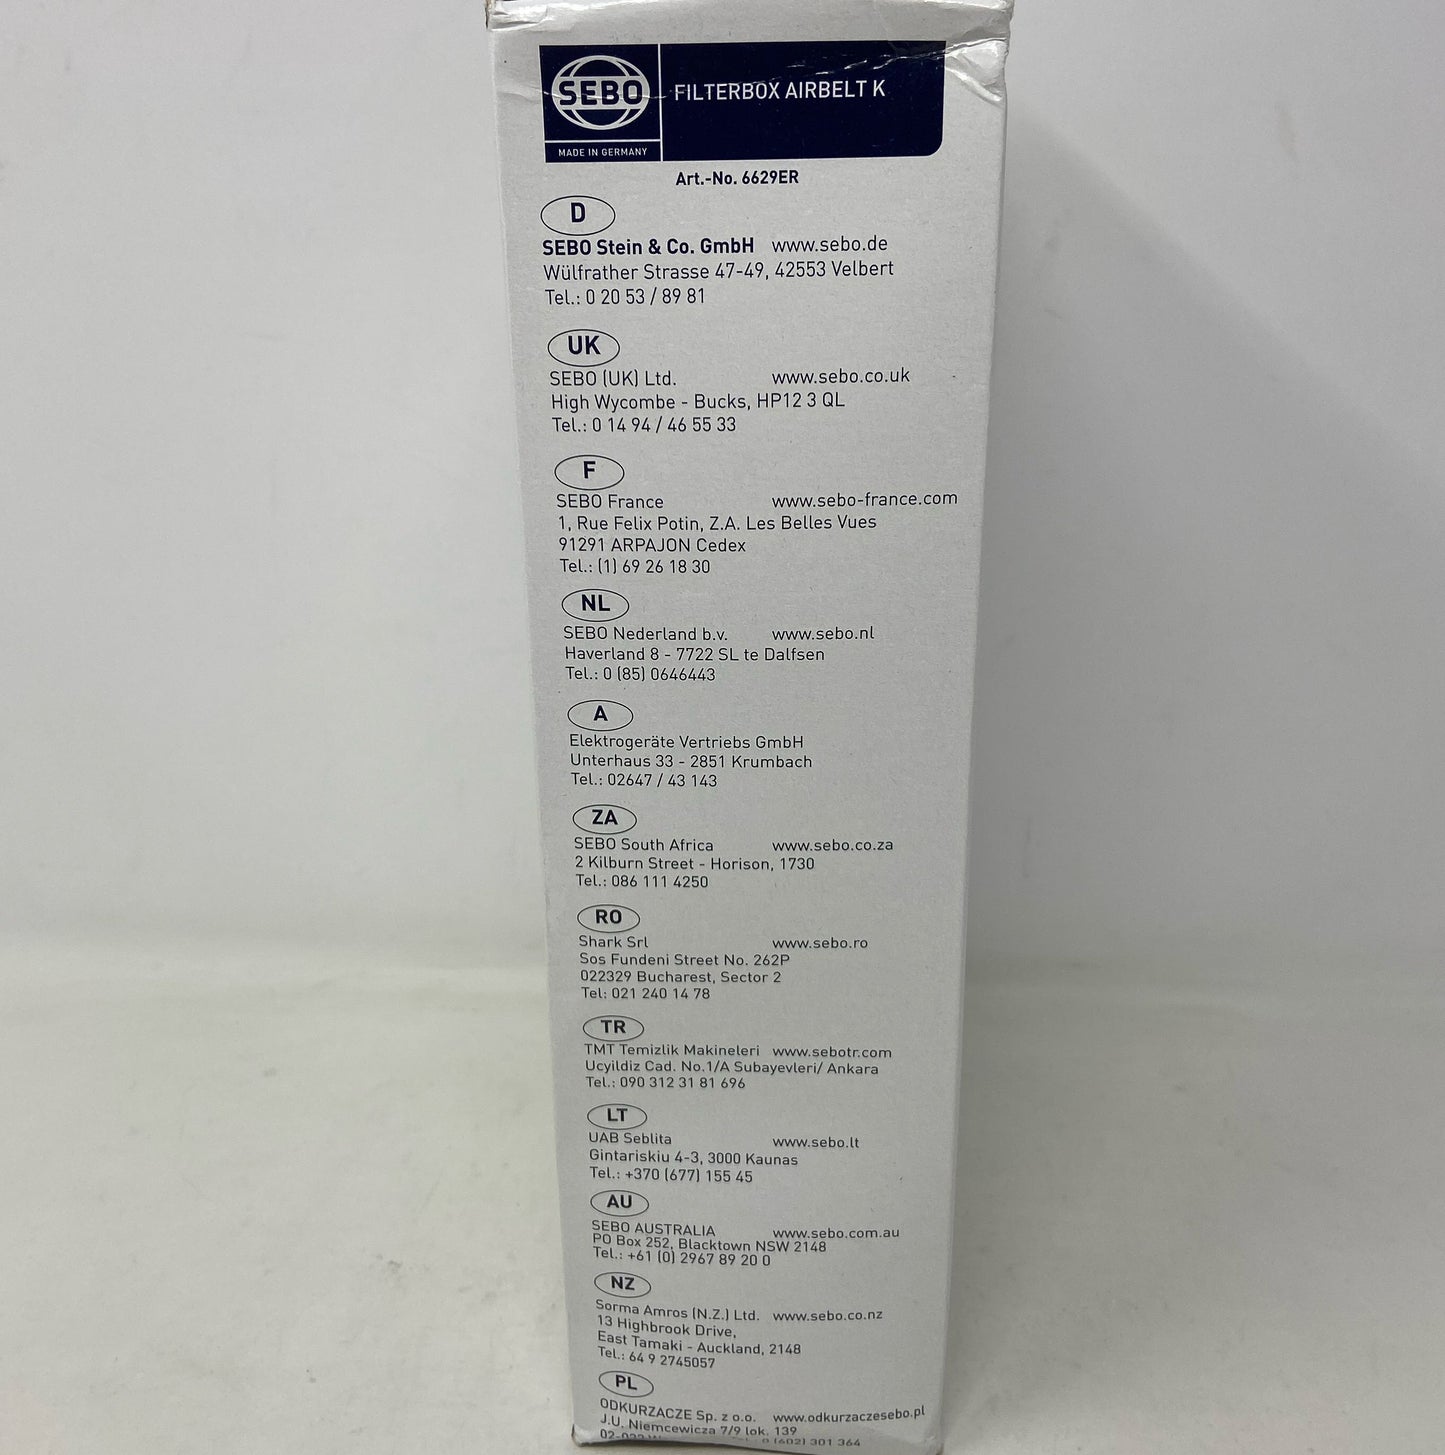 SEBO
FILTERBOX AIRBELT K
MADE IN GERMANY
Art.-No. 6629ER
D
SEBO Stein & Co. GmbH www.sebo.de
Wülfrather Strasse 47-49, 42553 Velbert
Tel.: 0 20 53 / 89 81
UK
SEBO (UK) Ltd. www.sebo.co.uk
High Wycombe - Bucks, HP12 3 QL
Tel.: 0 14 94 / 46 55 33
F
SEBO France www.sebo-france.com
1, Rue Felix Potin, Z.A. Les Belles Vues
91291 ARPAJON Cedex
Tel.: (1) 69 26 18 30
NL
SEBO Nederland b.v. www.sebo.nl
Haverland 8 - 7722 SL te Dalfsen
Tel.: 0 (85) 0646443
A
Elektrogeräte Vertriebs GmbH
Unterhaus 33 - 2851 Krumbach
Tel.: 02647 / 43 143
ZA
SEBO South Africa www.sebo.co.za
2 Kilburn Street - Horison, 1730
Tel.: 086 111 4250
RO
Shark Srl www.sebo.ro
Sos Fundeni Street No. 262P
022329 Bucharest, Sector 2
Tel: 021 240 14 78
TR
TMT Temizlik Makineleri www.sebotr.com
Ucyildiz Cad. No.1/A Subayevleri/ Ankara
Tel.: 090 312 31 81 696
LT
UAB Seblita www.sebo.lt
Gintariskiu 4-3, 3000 Kaunas
Tel.: +370 (677) 155 45
AU
SEBO AUSTRALIA www.sebo.com.au
PO Box 252, Blacktown NSW 2148
Tel.: +61 (0) 2967 89 20 0
NZ
Sorma Amros (N.Z.) Ltd. www.sebo.co.nz
13 Highbrook Drive,
East Tamaki - Auckland, 2148
Tel.: 64 9 2745057
PL
ODKURZACZE Sp. z o.o. www.odkurzaczesebo.pl
J.U. Niemcewicza 7/9 lok. 139
(602) 301 364